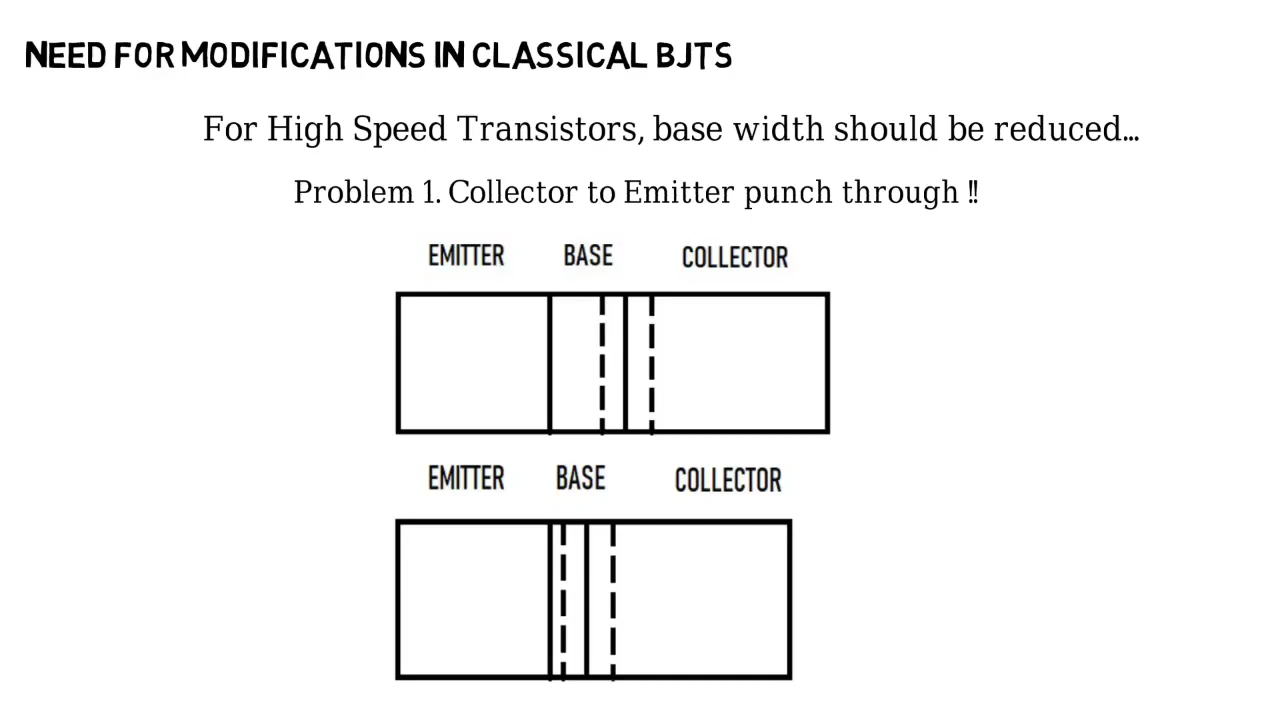 NEED FOR MODIFICATIONS IN CLASSICAL BJTS
For High Speed Transistors, base width should be reduced...
Problem 1. Collector to Emitter punch through !!
EMITTER BASE COLLECTOR
EMITTER BASE COLLECTOR